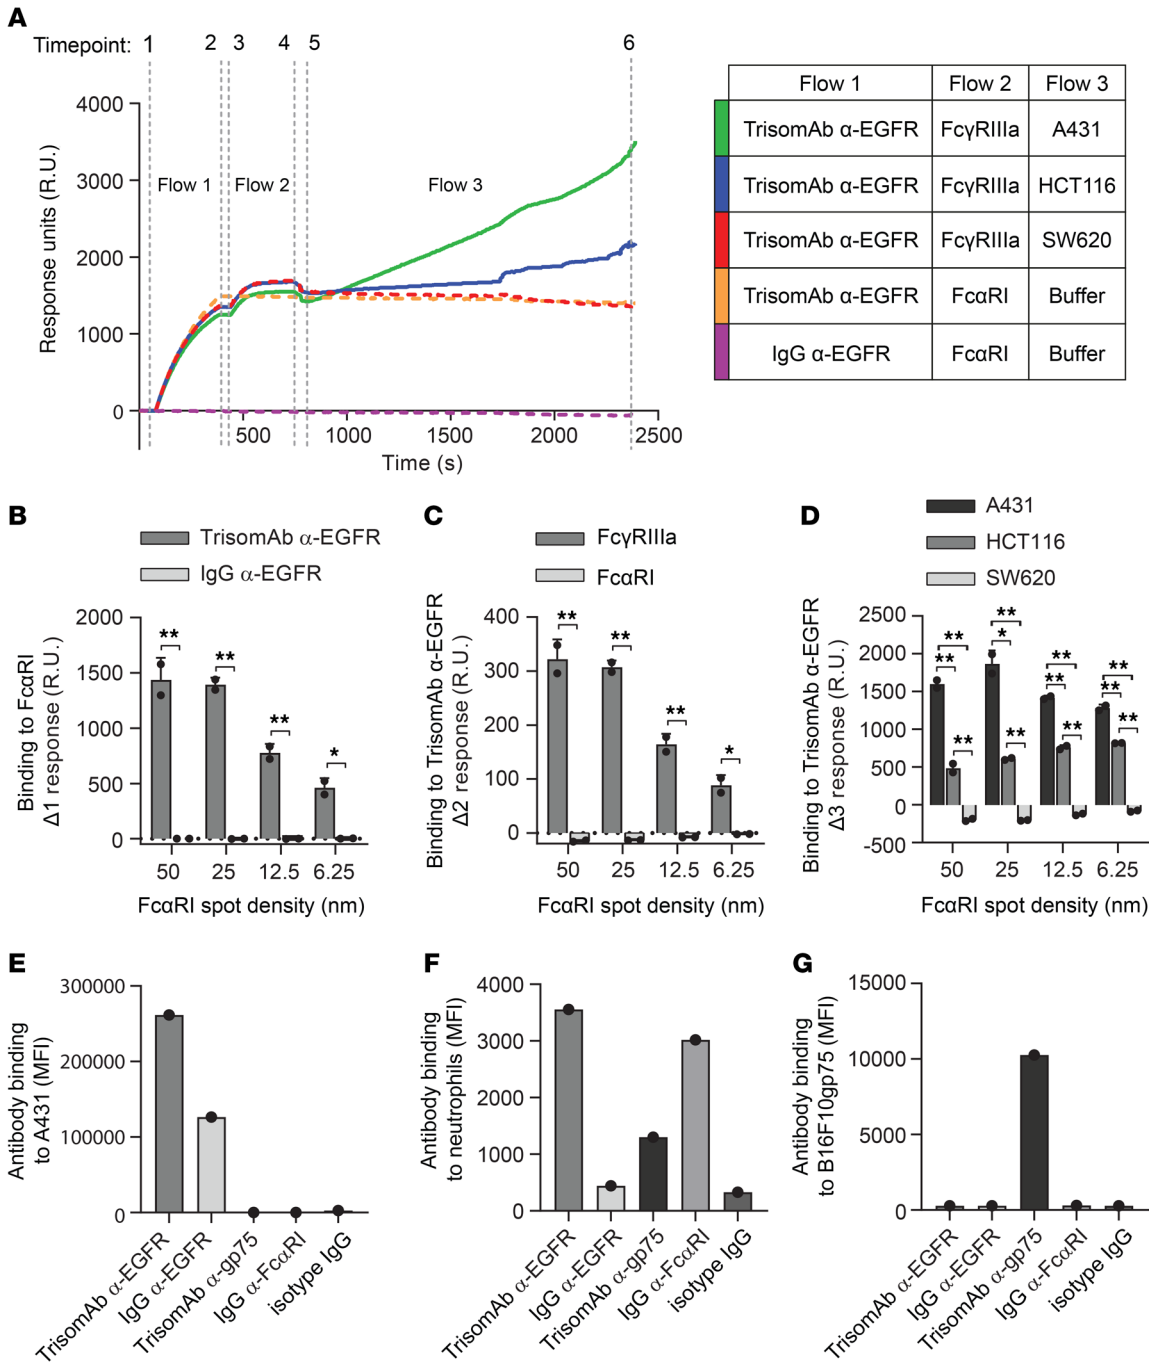 A
Timepoint: 1 2 3 4 5 6
Response units (R.U.)
4000
3000
2000
1000
0
Flow 1 Flow 2 Flow 3
500 1000 1500 2000 2500
Time (s)
Flow 1 Flow 2 Flow 3
TrisomAb α-EGFR FcγRIIIa A431
TrisomAb α-EGFR FcγRIIIa HCT116
TrisomAb α-EGFR FcγRIIIa SW620
TrisomAb α-EGFR FcαRI Buffer
IgG α-EGFR FcαRI Buffer
B
TrisomAb α-EGFR
IgG α-EGFR
Binding to FcαRI
Δ1 response (R.U.)
2000
1500
1000
500
0
** ** ** *
50 25 12.5 6.25
FcαRI spot density (nm)
C
FcγRIIIa
FcαRI
Binding to TrisomAb α-EGFR
Δ2 response (R.U.)
400
300
200
100
0
** ** ** *
50 25 12.5 6.25
FcαRI spot density (nm)
D
A431
HCT116
SW620
Binding to TrisomAb α-EGFR
Δ3 response (R.U.)
2500
2000
1500
1000
500
0
-500
** ** ** **
** * ** **
** ** ** **
50 25 12.5 6.25
FcαRI spot density (nm)
E
Antibody binding
to A431 (MFI)
300000
200000
100000
0
TrisomAb α-EGFR
IgG α-EGFR
TrisomAb α-gp75
IgG α-FcαRI
isotype IgG
F
Antibody binding
to neutrophils (MFI)
4000
3000
2000
1000
0
TrisomAb α-EGFR
IgG α-EGFR
TrisomAb α-gp75
IgG α-FcαRI
isotype IgG
G
Antibody binding
to B16F10gp75 (MFI)
15000
10000
5000
0
TrisomAb α-EGFR
IgG α-EGFR
TrisomAb α-gp75
IgG α-FcαRI
isotype IgG